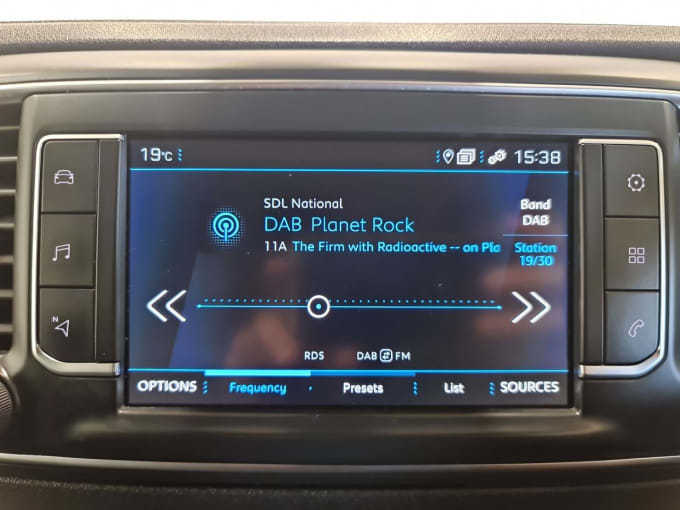 19°C
15:38
SDL National
DAB Planet Rock
11A The Firm with Radioactive -- on Pla
Band
DAB
Station
19/30
RDS DAB FM
OPTIONS Frequency Presets List SOURCES
N